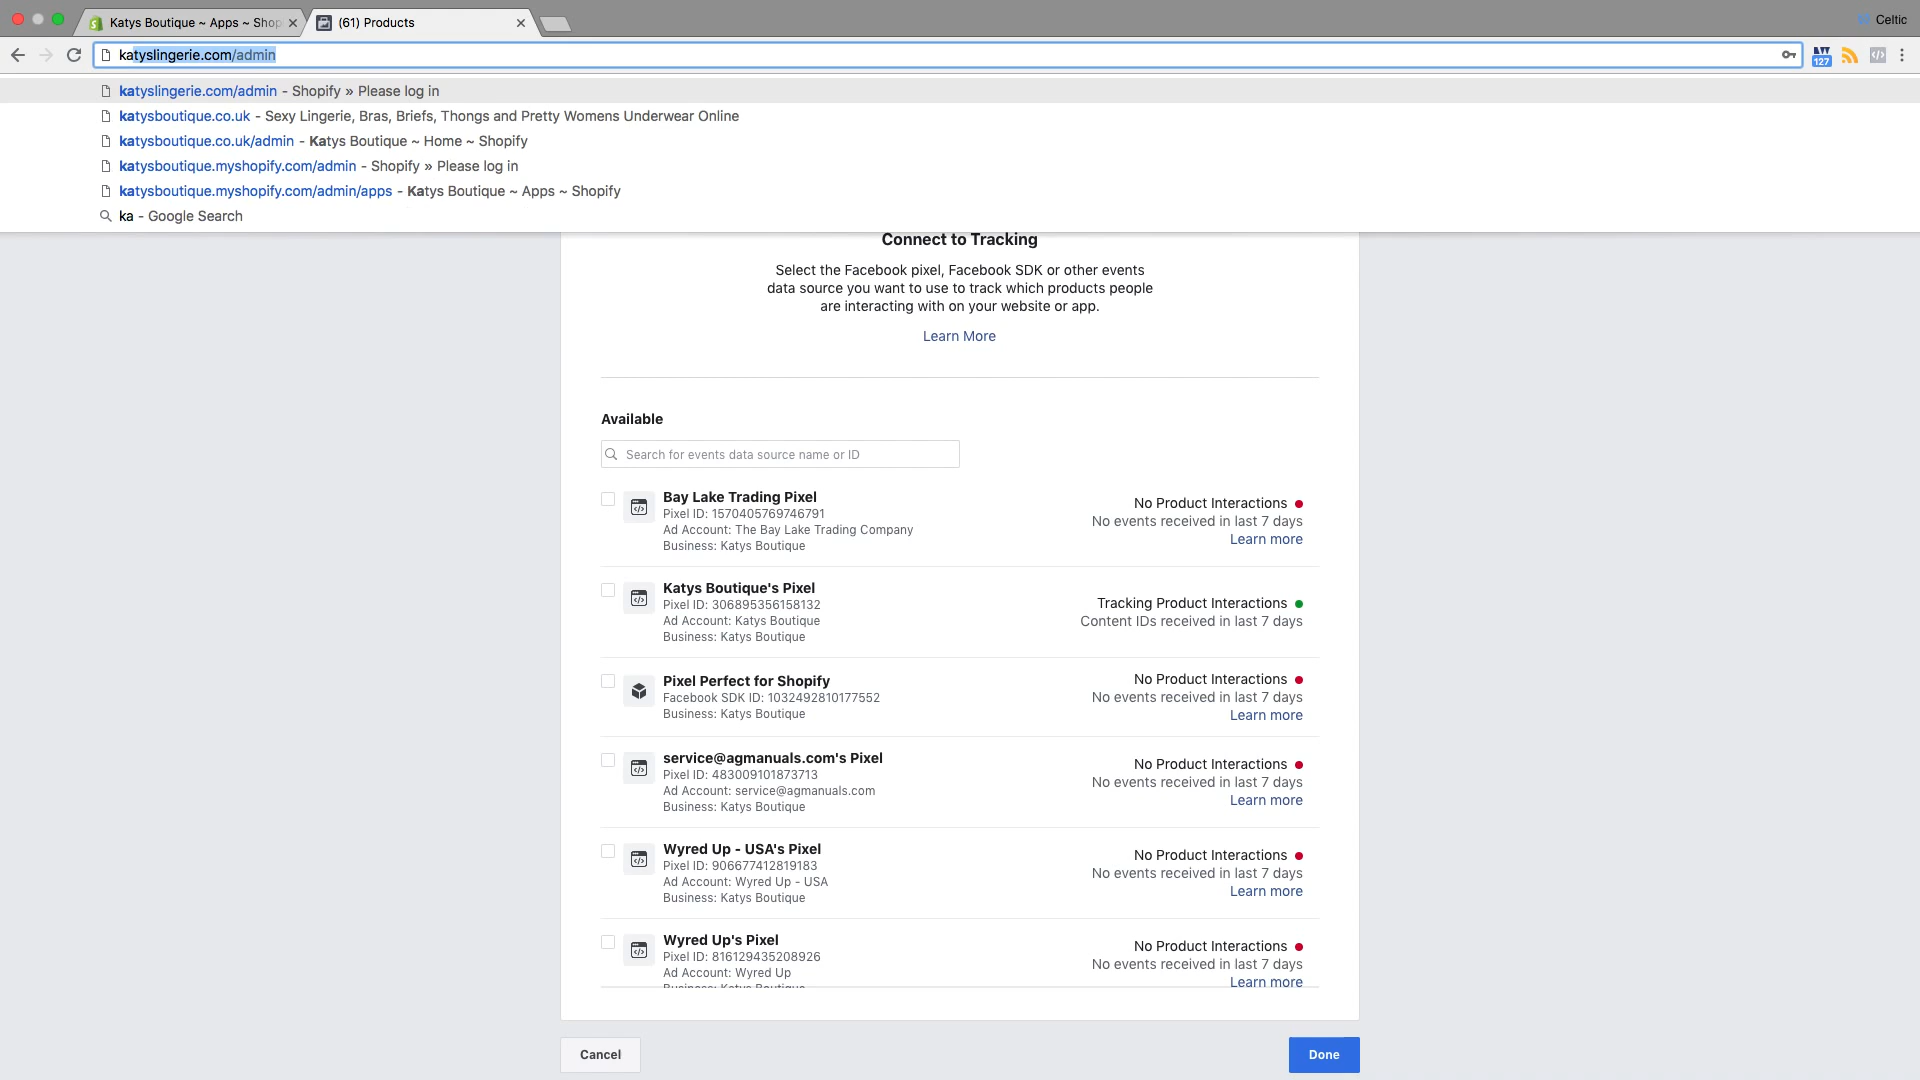 Katys Boutique ~ Apps ~ Shop
(61) Products
Celtic
katyslingerie.com/admin
127
katyslingerie.com/admin - Shopify » Please log in
katysboutique.co.uk - Sexy Lingerie, Bras, Briefs, Thongs and Pretty Womens Underwear Online
katysboutique.co.uk/admin - Katys Boutique ~ Home ~ Shopify
katysboutique.myshopify.com/admin - Shopify » Please log in
katysboutique.myshopify.com/admin/apps - Katys Boutique ~ Apps ~ Shopify
ka - Google Search
Connect to Tracking
Select the Facebook pixel, Facebook SDK or other events
data source you want to use to track which products people
are interacting with on your website or app.
Learn More
Available
Search for events data source name or ID
Bay Lake Trading Pixel
Pixel ID: 1570405769746791
Ad Account: The Bay Lake Trading Company
Business: Katys Boutique
No Product Interactions
No events received in last 7 days
Learn more
Katys Boutique's Pixel
Pixel ID: 306895356158132
Ad Account: Katys Boutique
Business: Katys Boutique
Tracking Product Interactions
Content IDs received in last 7 days
Pixel Perfect for Shopify
Facebook SDK ID: 1032492810177552
Business: Katys Boutique
No Product Interactions
No events received in last 7 days
Learn more
service@agmanuals.com's Pixel
Pixel ID: 483009101873713
Ad Account: service@agmanuals.com
Business: Katys Boutique
No Product Interactions
No events received in last 7 days
Learn more
Wyred Up - USA's Pixel
Pixel ID: 906677412819183
Ad Account: Wyred Up - USA
Business: Katys Boutique
No Product Interactions
No events received in last 7 days
Learn more
Wyred Up's Pixel
Pixel ID: 816129435208926
Ad Account: Wyred Up
Business: Katys Boutique
No Product Interactions
No events received in last 7 days
Learn more
Cancel
Done